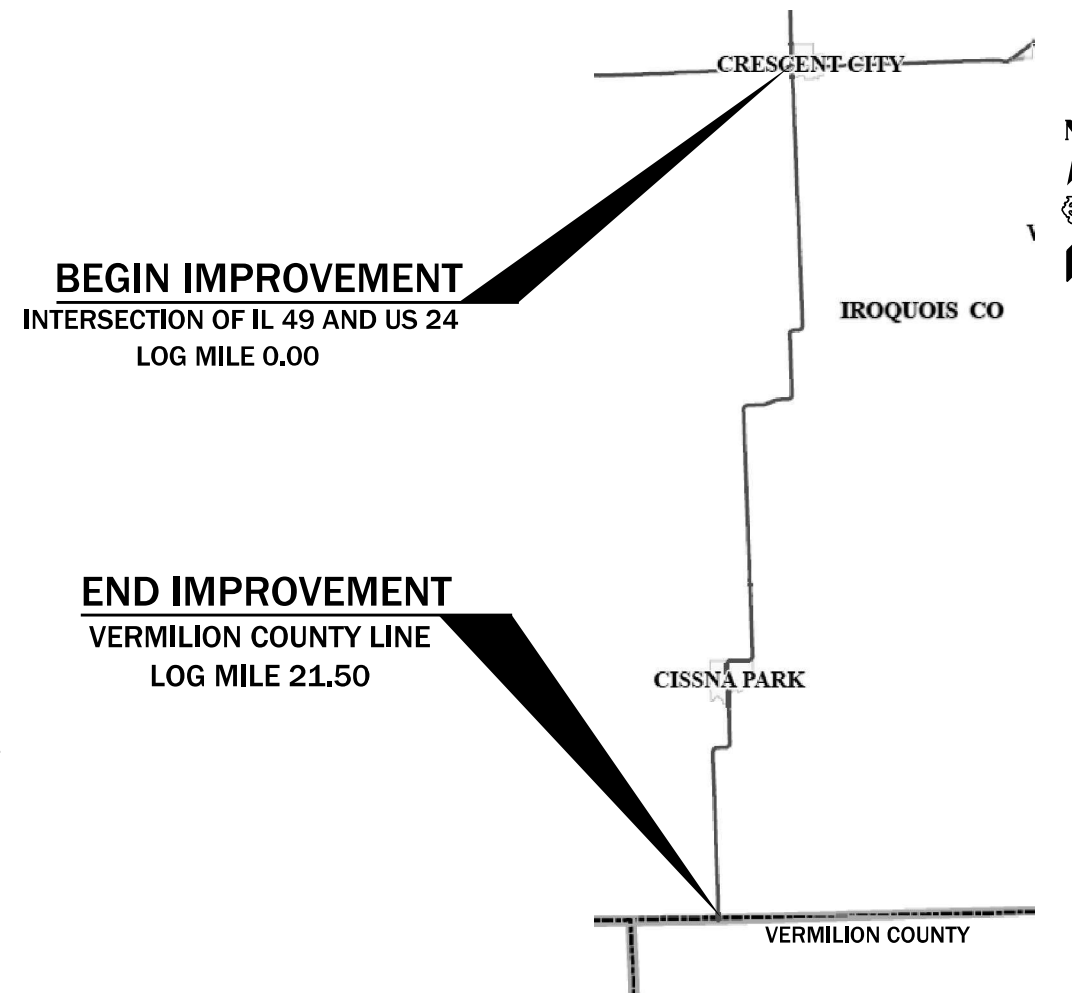 CRESCENT CITY
N
BEGIN IMPROVEMENT
INTERSECTION OF IL 49 AND US 24
LOG MILE 0.00
IROQUOIS CO
END IMPROVEMENT
VERMILION COUNTY LINE
LOG MILE 21.50
CISSNA PARK
VERMILION COUNTY